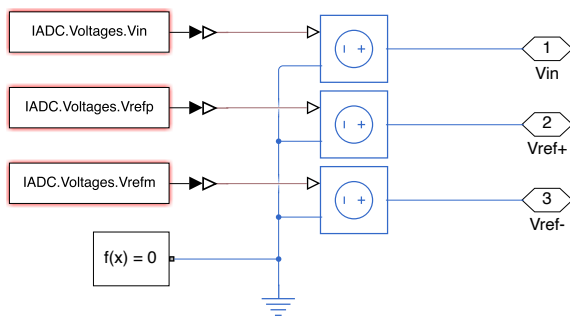 IADC.Voltages.Vin
1
Vin
IADC.Voltages.Vrefp
2
Vref+
IADC.Voltages.Vrefm
3
Vref-
f(x) = 0